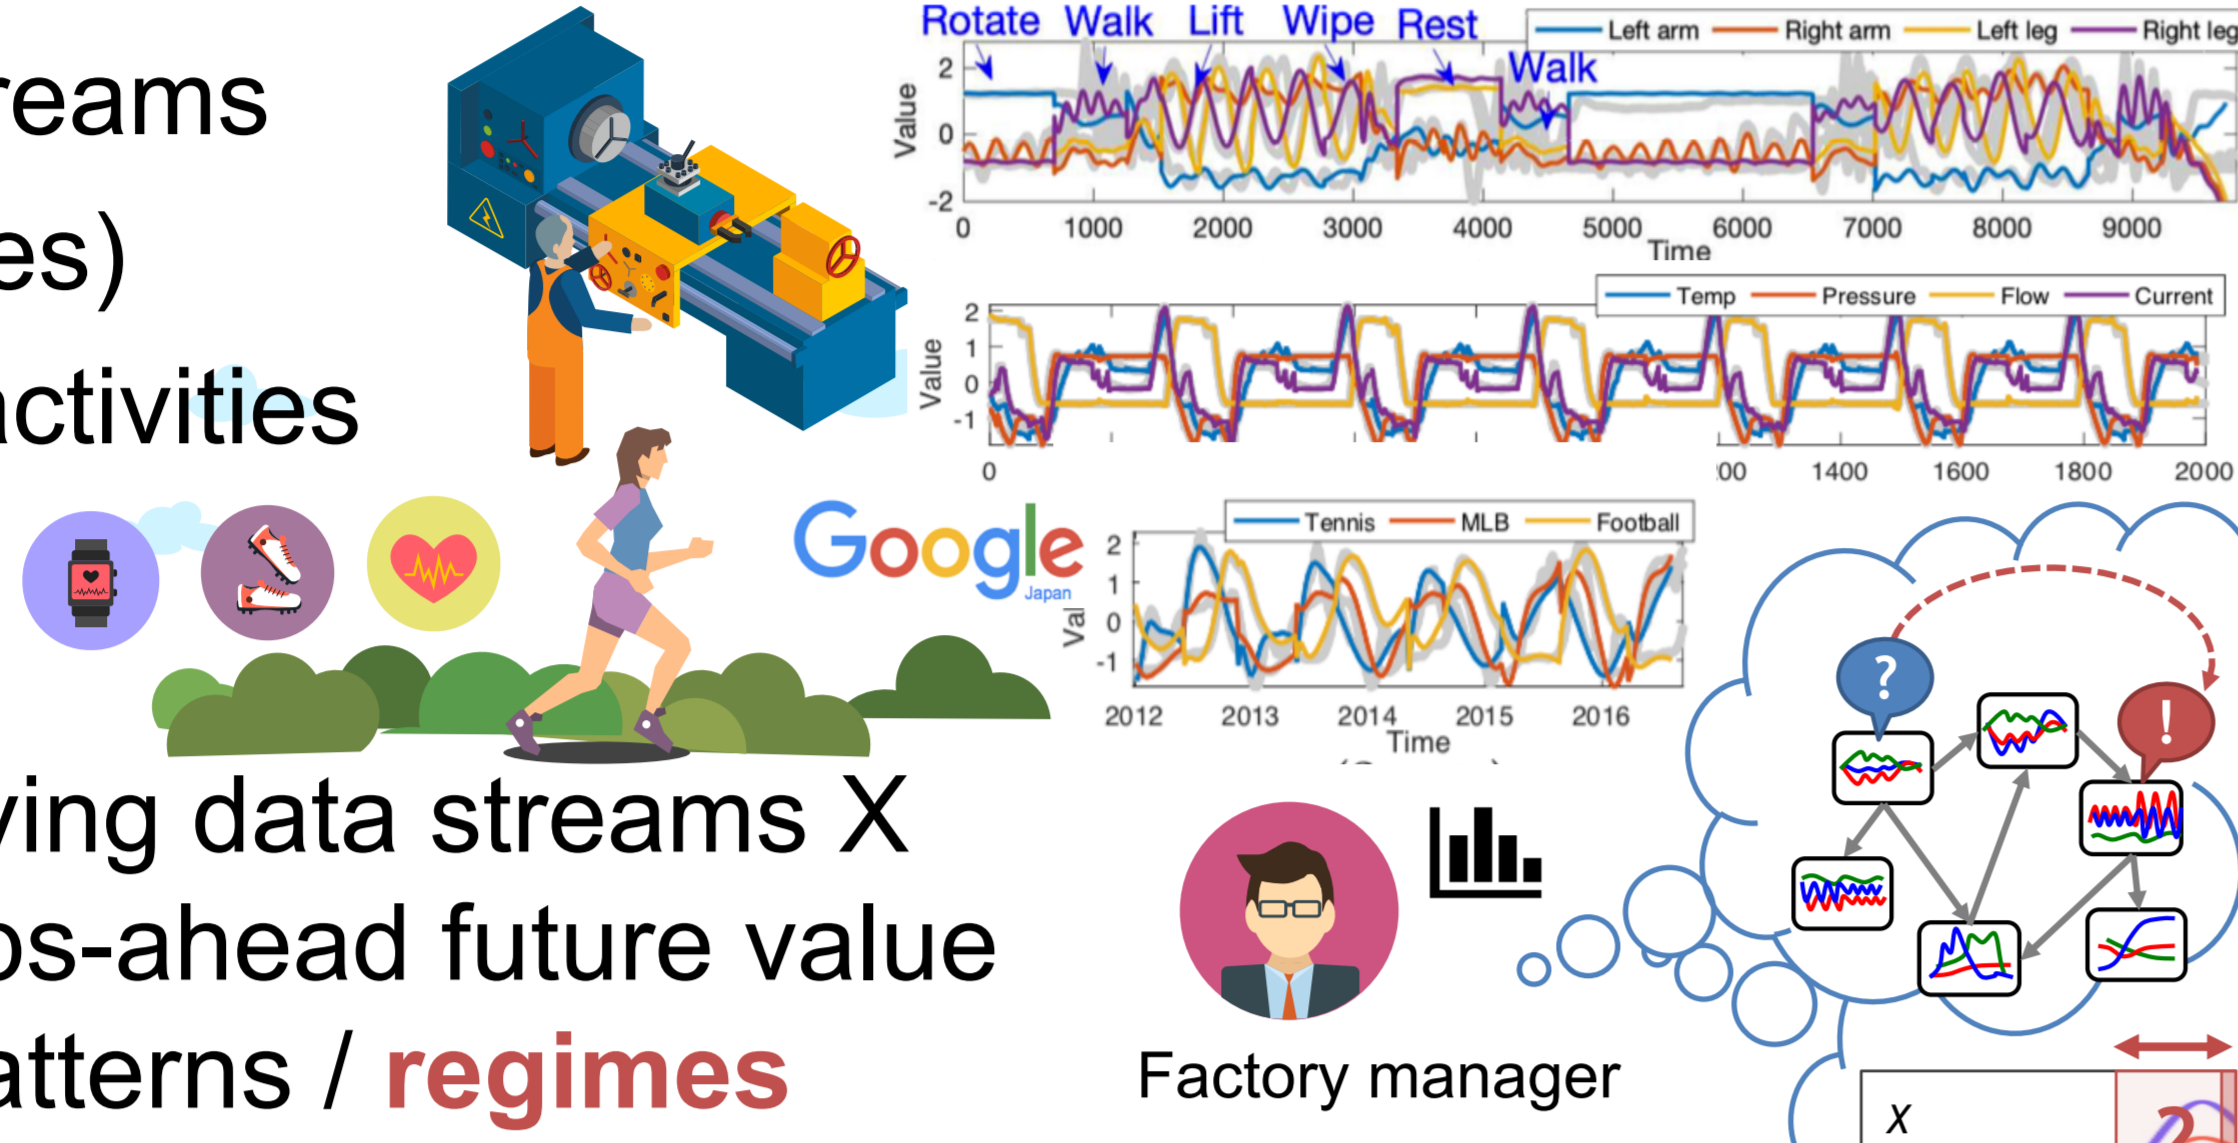 reams
es)
activities
Rotate Walk Lift Wipe Rest
Walk
Left arm Right arm Left leg Right leg
Value
2
0
-2
0 1000 2000 3000 4000 5000 6000 7000 8000 9000
Time
Temp Pressure Flow Current
Value
2
1
0
-1
0 00 1400 1600 1800 2000
Google
Japan
Tennis MLB Football
Val
2
1
0
-1
2012 2013 2014 2015 2016
Time
?
!
ving data streams X
os-ahead future value
atterns / regimes
Factory manager
X
?